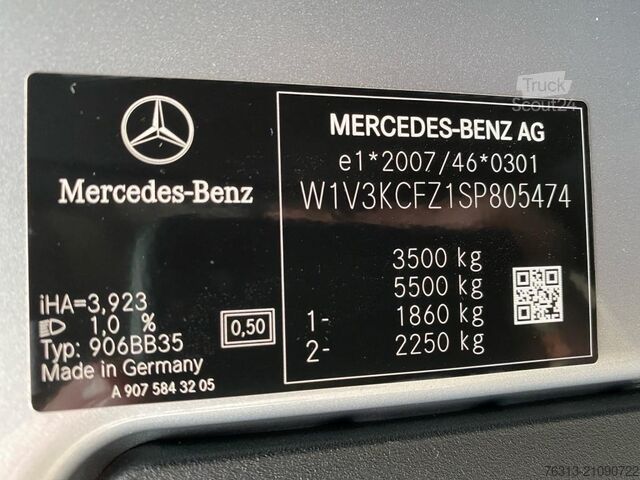 Truck
Scout24
MERCEDES-BENZ AG
e1*2007/46*0301
W1V3KCFZ1SP805474
Mercedes-Benz
3500 kg
5500 kg
1- 1860 kg
2- 2250 kg
iHA=3,923
1,0 %
0,50
Typ: 906BB35
Made in Germany
A 907 584 32 05
76313-21090722